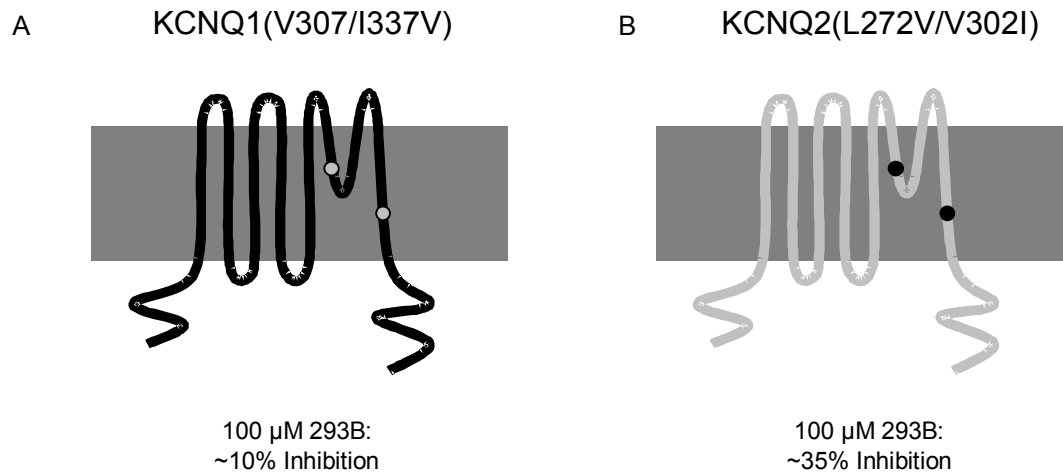 A
KCNQ1(V307/I337V)
B
KCNQ2(L272V/V302I)
100 µM 293B:
~10% Inhibition
100 µM 293B:
~35% Inhibition